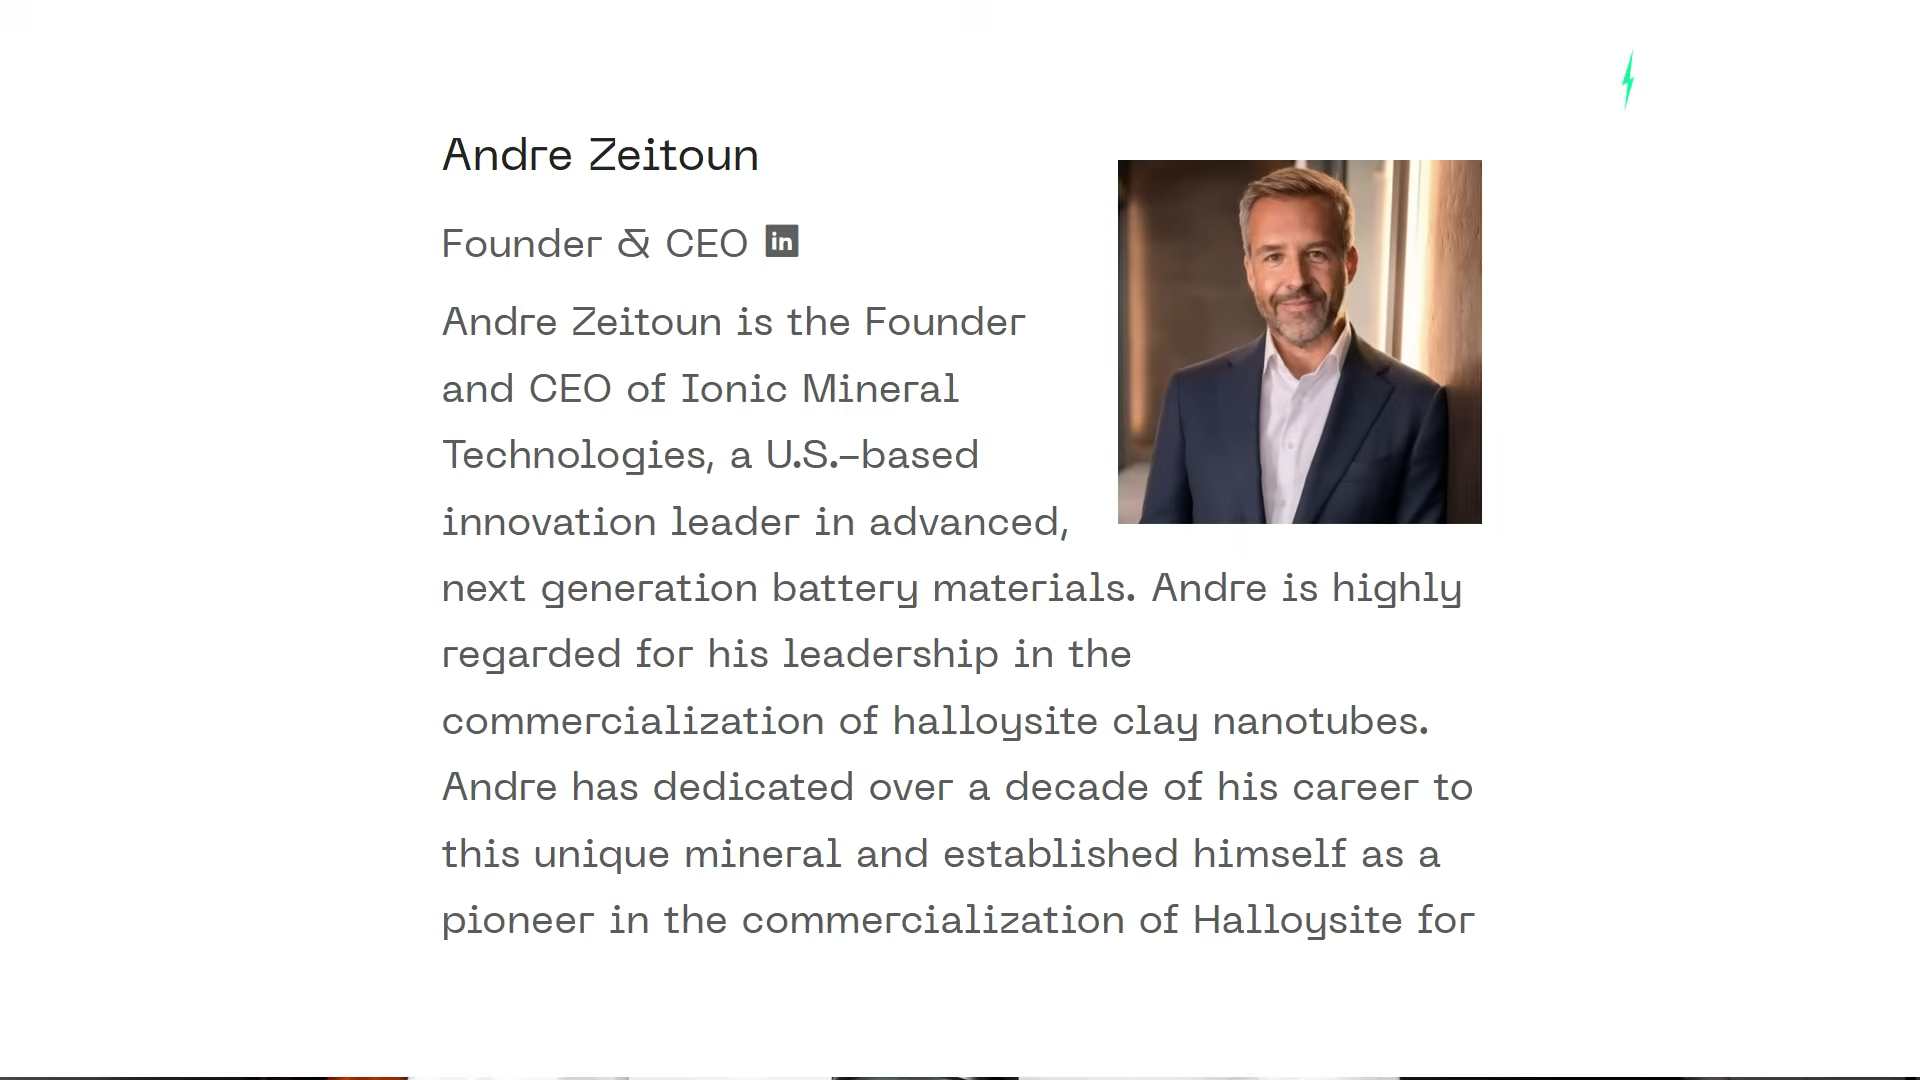 Andre Zeitoun
Founder & CEO in
Andre Zeitoun is the Founder
and CEO of Ionic Mineral
Technologies, a U.S.-based
innovation leader in advanced,
next generation battery materials. Andre is highly
regarded for his leadership in the
commercialization of halloysite clay nanotubes.
Andre has dedicated over a decade of his career to
this unique mineral and established himself as a
pioneer in the commercialization of Halloysite for